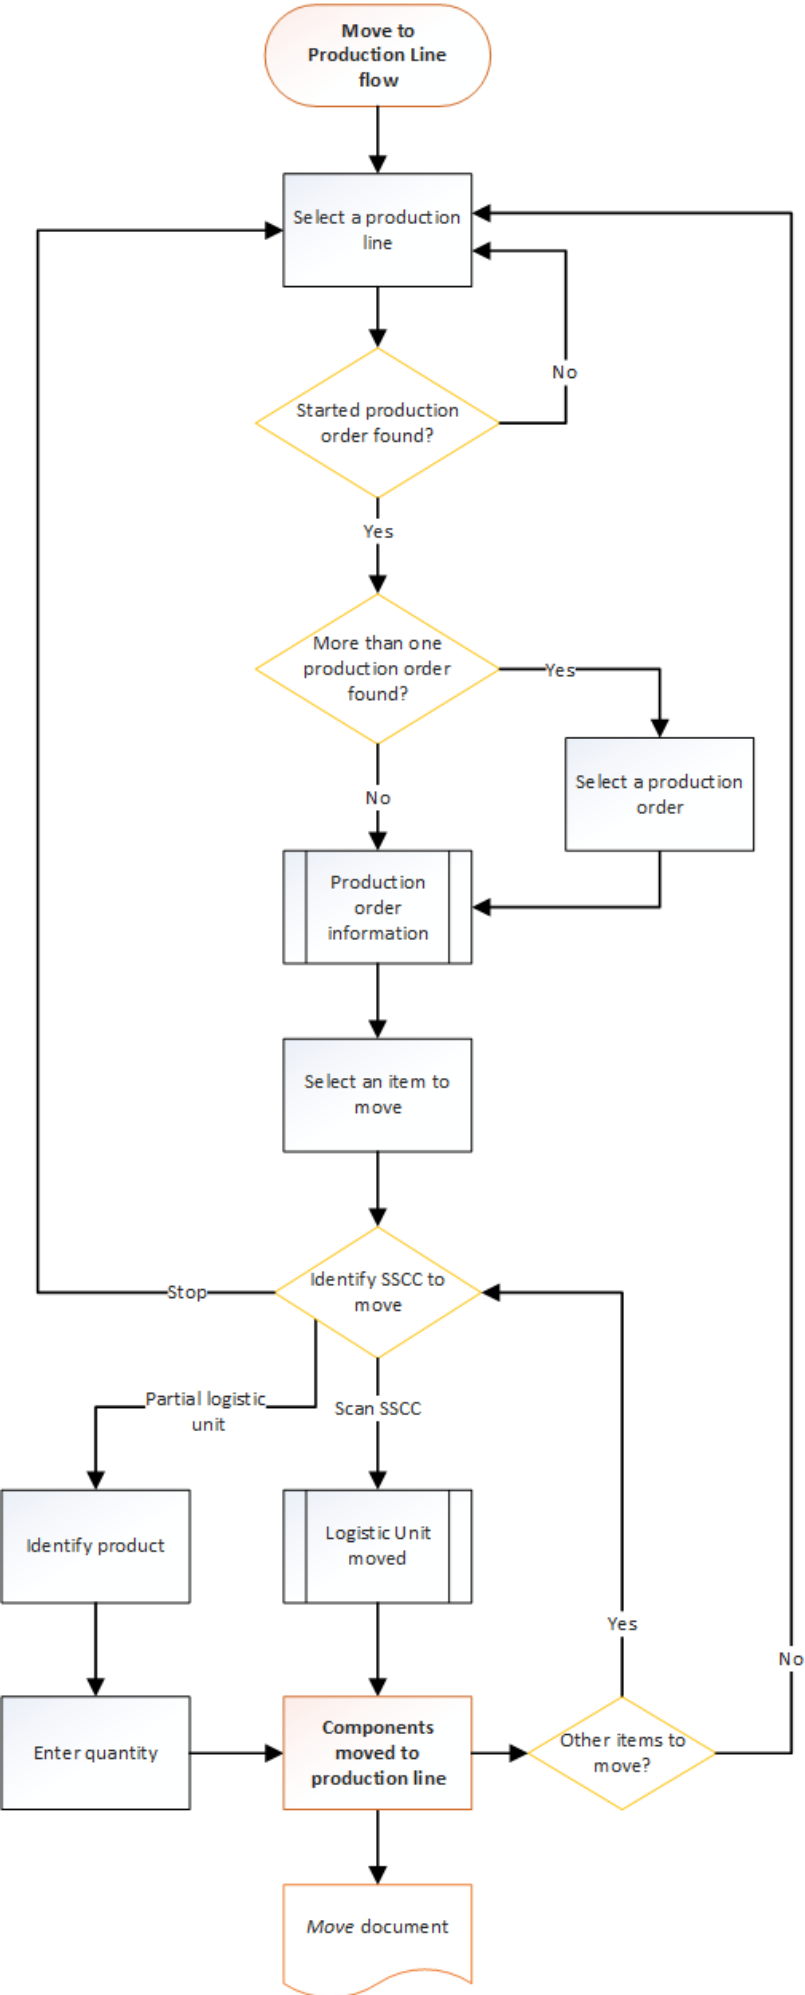 Move to
Production Line
flow
Select a production
line
No
Started production
order found?
Yes
More than one
production order
found?
Yes
Select a production
order
No
Production
order
information
Select an item to
move
Identify SSCC to
move
Stop
Partial logistic
unit
Scan SSCC
Identify product
Logistic Unit
moved
Yes
No
Enter quantity
Components
moved to
production line
Other items to
move?
Move document